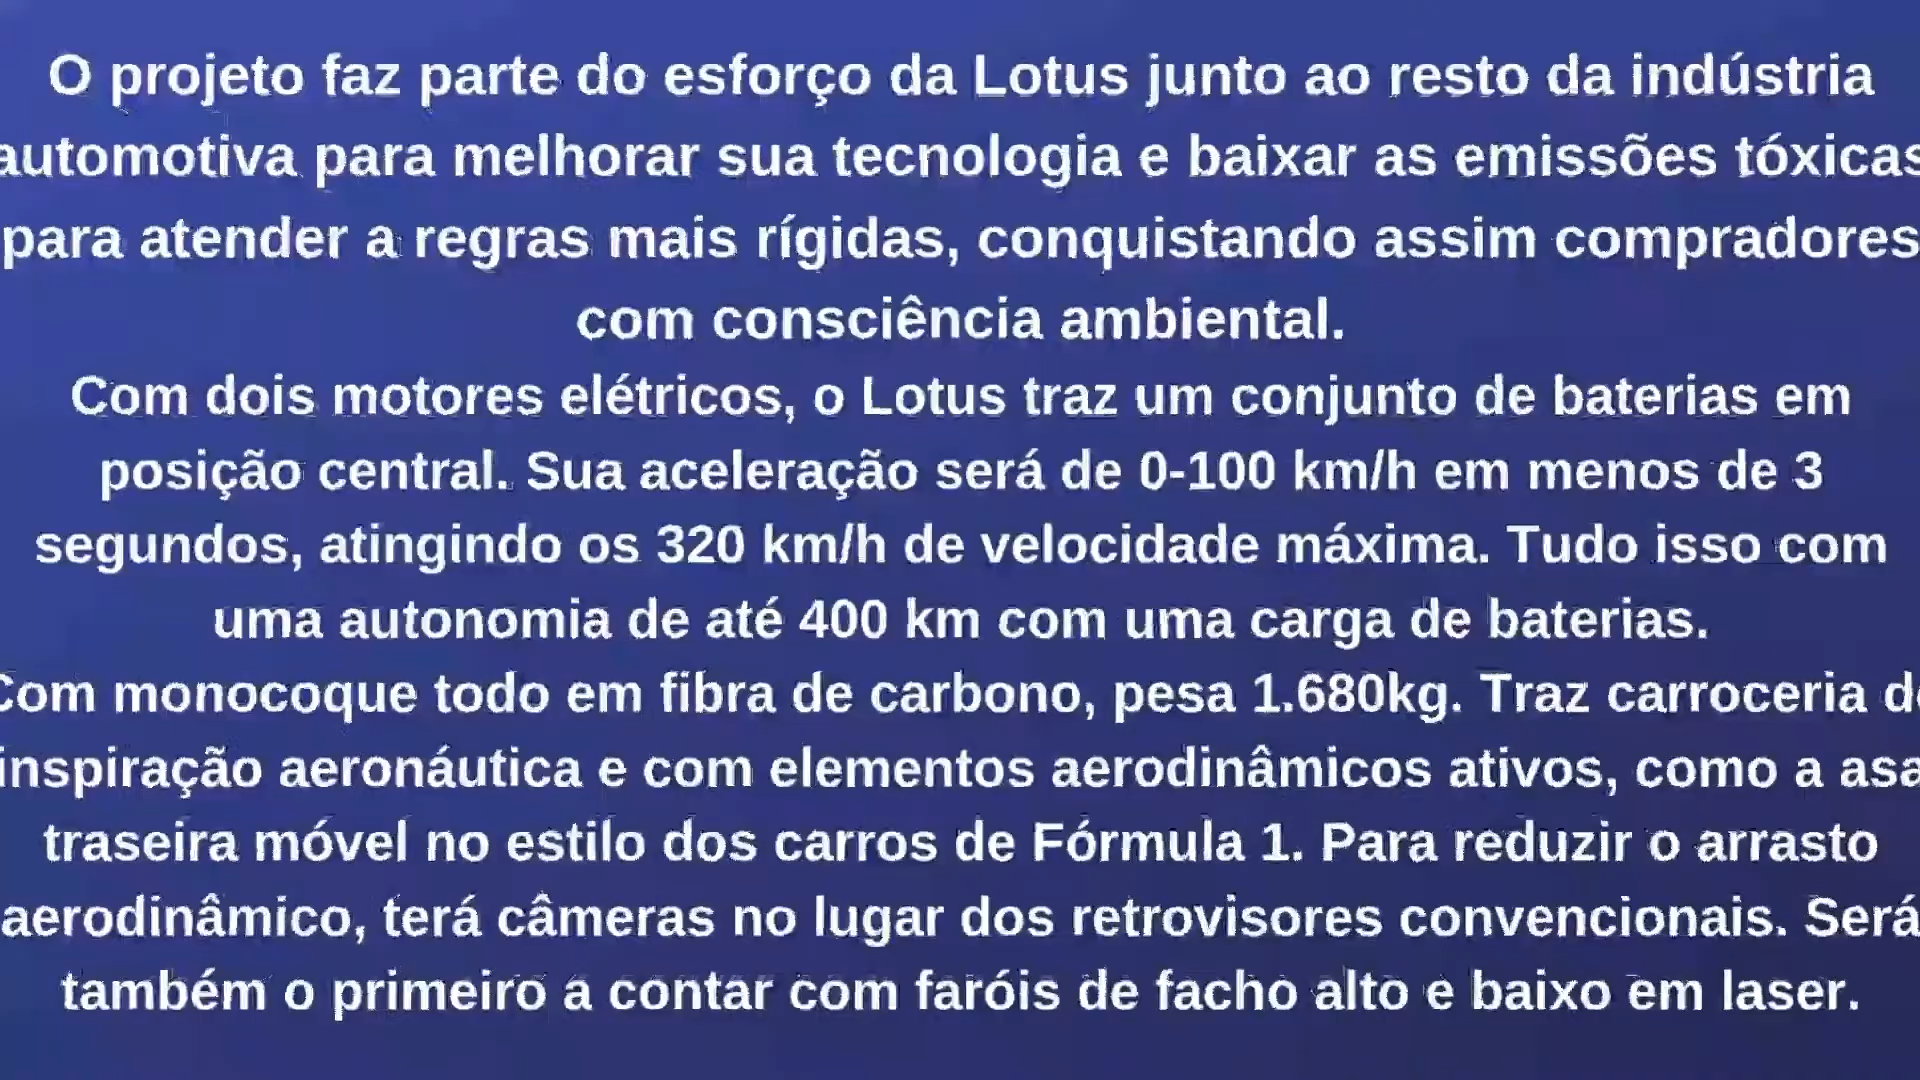 O projeto faz parte do esforço da Lotus junto ao resto da indústria
automotiva para melhorar sua tecnologia e baixar as emissões tóxicas
para atender a regras mais rígidas, conquistando assim compradores
com consciência ambiental.
Com dois motores elétricos, o Lotus traz um conjunto de baterias em
posição central. Sua aceleração será de 0-100 km/h em menos de 3
segundos, atingindo os 320 km/h de velocidade máxima. Tudo isso com
uma autonomia de até 400 km com uma carga de baterias.
Com monocoque todo em fibra de carbono, pesa 1.680kg. Traz carroceria de
inspiração aeronáutica e com elementos aerodinâmicos ativos, como a asa
traseira móvel no estilo dos carros de Fórmula 1. Para reduzir o arrasto
aerodinâmico, terá câmeras no lugar dos retrovisores convencionais. Será
também o primeiro a contar com faróis de facho alto e baixo em laser.